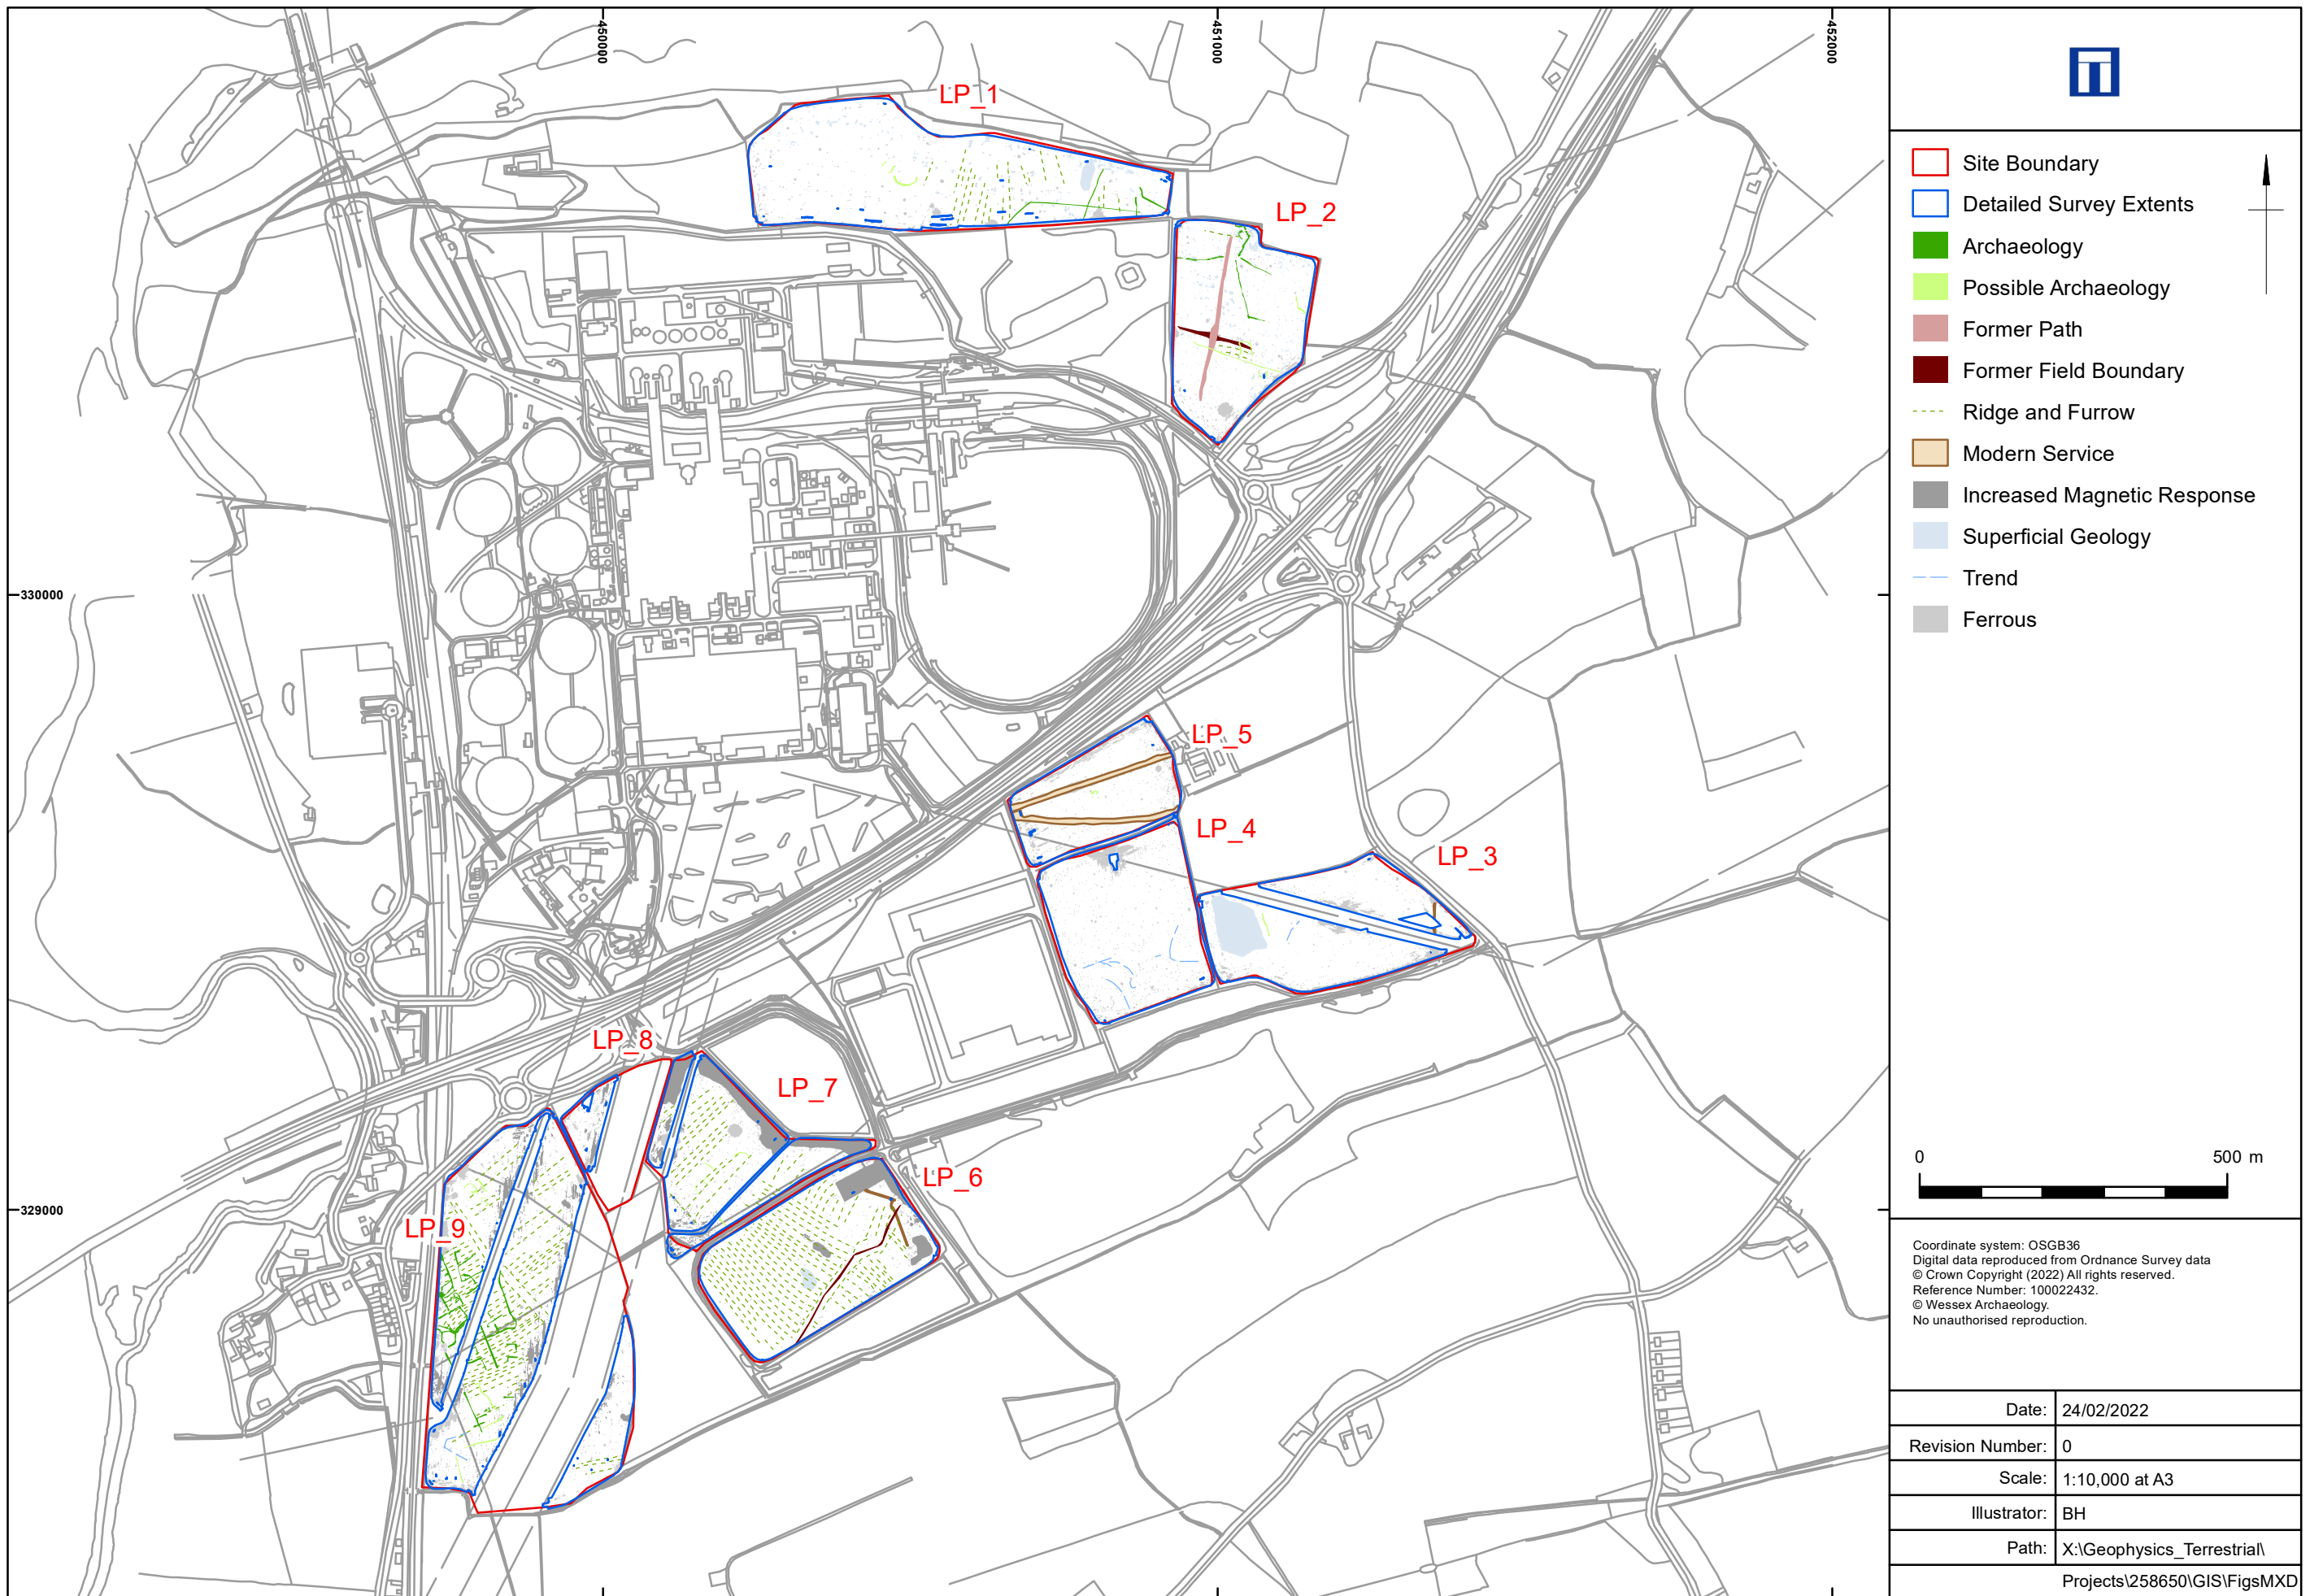 450000
451000
452000
LP_1
LP_2
330000
LP_5
LP_4
LP_3
LP_8
LP_7
LP_6
329000
LP_9
Site Boundary
Detailed Survey Extents
Archaeology
Possible Archaeology
Former Path
Former Field Boundary
Ridge and Furrow
Modern Service
Increased Magnetic Response
Superficial Geology
Trend
Ferrous
0 500 m
Coordinate system: OSGB36
Digital data reproduced from Ordnance Survey data
© Crown Copyright (2022) All rights reserved.
Reference Number: 100022432.
© Wessex Archaeology.
No unauthorised reproduction.
Date: 24/02/2022
Revision Number: 0
Scale: 1:10,000 at A3
Illustrator: BH
Path: X:\Geophysics_Terrestrial\
Projects\258650\GIS\FigsMXD